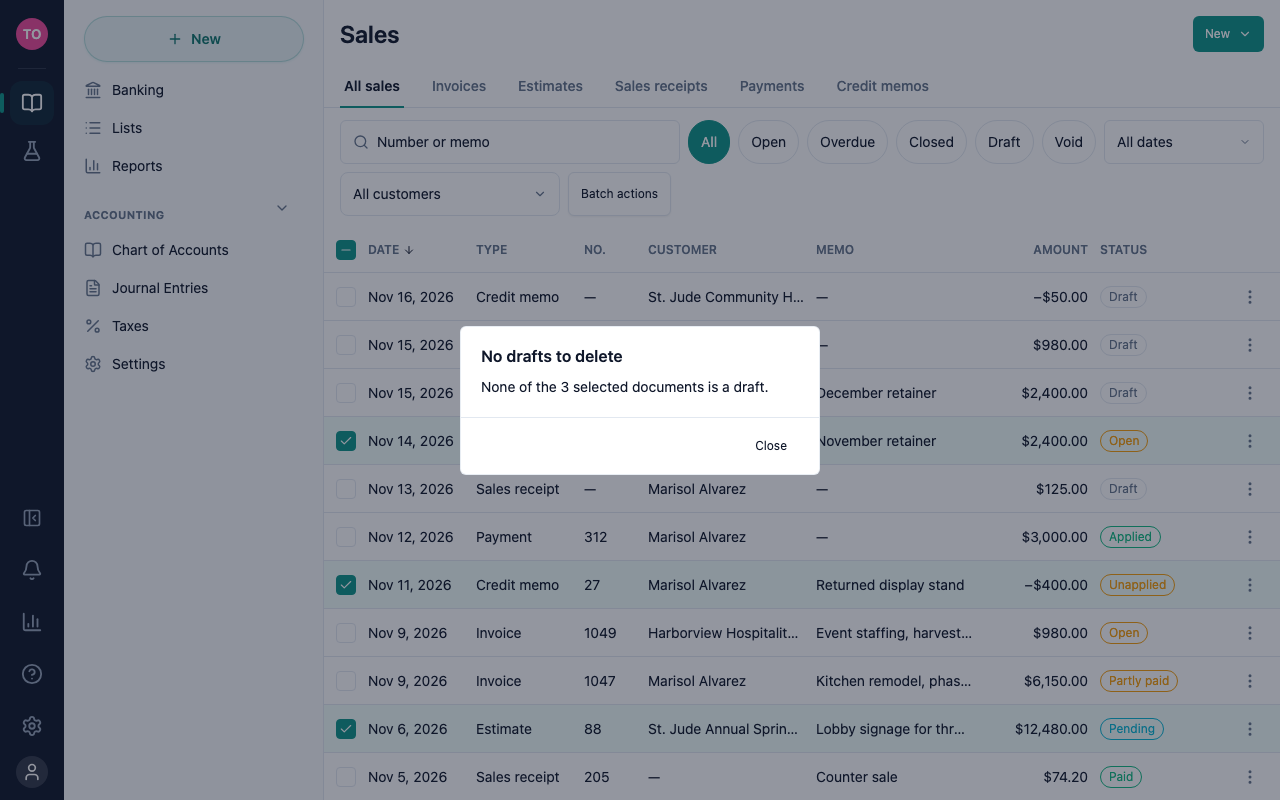 TO
New
Banking
Lists
Reports
ACCOUNTING
Chart of Accounts
Journal Entries
Taxes
Settings
Sales
New
All sales Invoices Estimates Sales receipts Payments Credit memos
Number or memo All Open Overdue Closed Draft Void All dates
All customers Batch actions
DATE TYPE NO. CUSTOMER MEMO AMOUNT STATUS
Nov 16, 2026 Credit memo — St. Jude Community H... — −$50.00 Draft
Nov 15, 2026 — $980.00 Draft
Nov 15, 2026 December retainer $2,400.00 Draft
Nov 14, 2026 November retainer $2,400.00 Open
No drafts to delete
None of the 3 selected documents is a draft.
Close
Nov 13, 2026 Sales receipt — Marisol Alvarez — $125.00 Draft
Nov 12, 2026 Payment 312 Marisol Alvarez — $3,000.00 Applied
Nov 11, 2026 Credit memo 27 Marisol Alvarez Returned display stand −$400.00 Unapplied
Nov 9, 2026 Invoice 1049 Harborview Hospitalit... Event staffing, harvest... $980.00 Open
Nov 9, 2026 Invoice 1047 Marisol Alvarez Kitchen remodel, phas... $6,150.00 Partly paid
Nov 6, 2026 Estimate 88 St. Jude Annual Sprin... Lobby signage for thr... $12,480.00 Pending
Nov 5, 2026 Sales receipt 205 — Counter sale $74.20 Paid